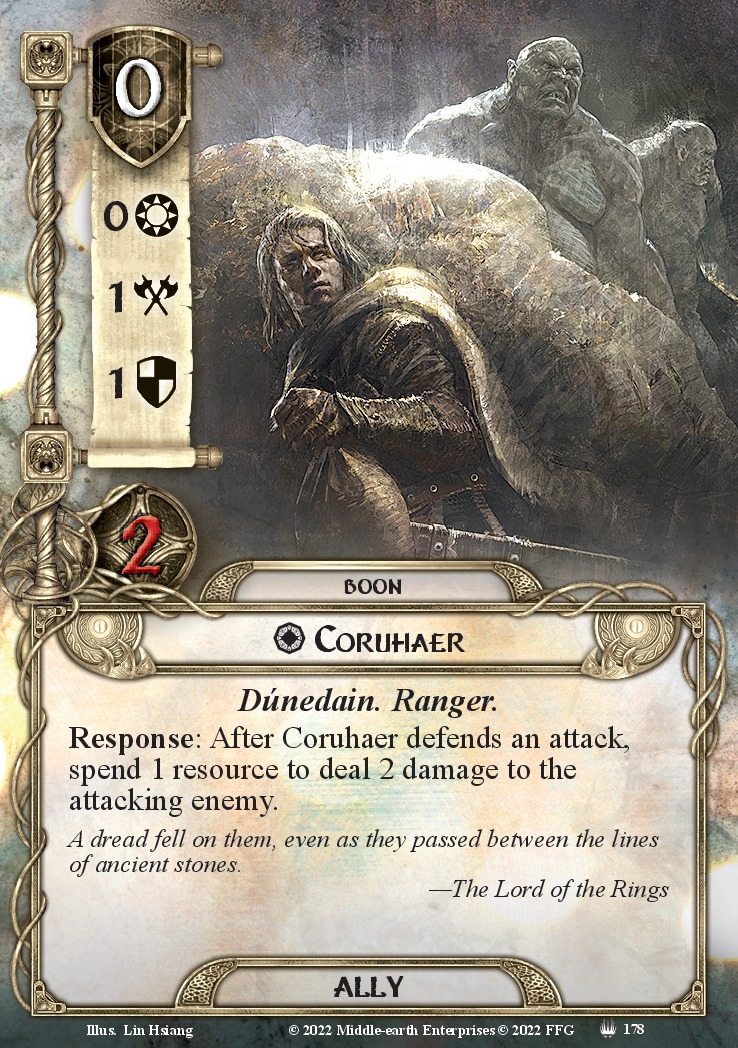 0
0
1
1
2
BOON
CORUHAER
Dúnedain. Ranger.
Response: After Coruhaer defends an attack,
spend 1 resource to deal 2 damage to the
attacking enemy.
A dread fell on them, even as they passed between the lines
of ancient stones.
—The Lord of the Rings
ALLY
Illus. Lin Hsiang © 2022 Middle-earth Enterprises © 2022 FFG 178